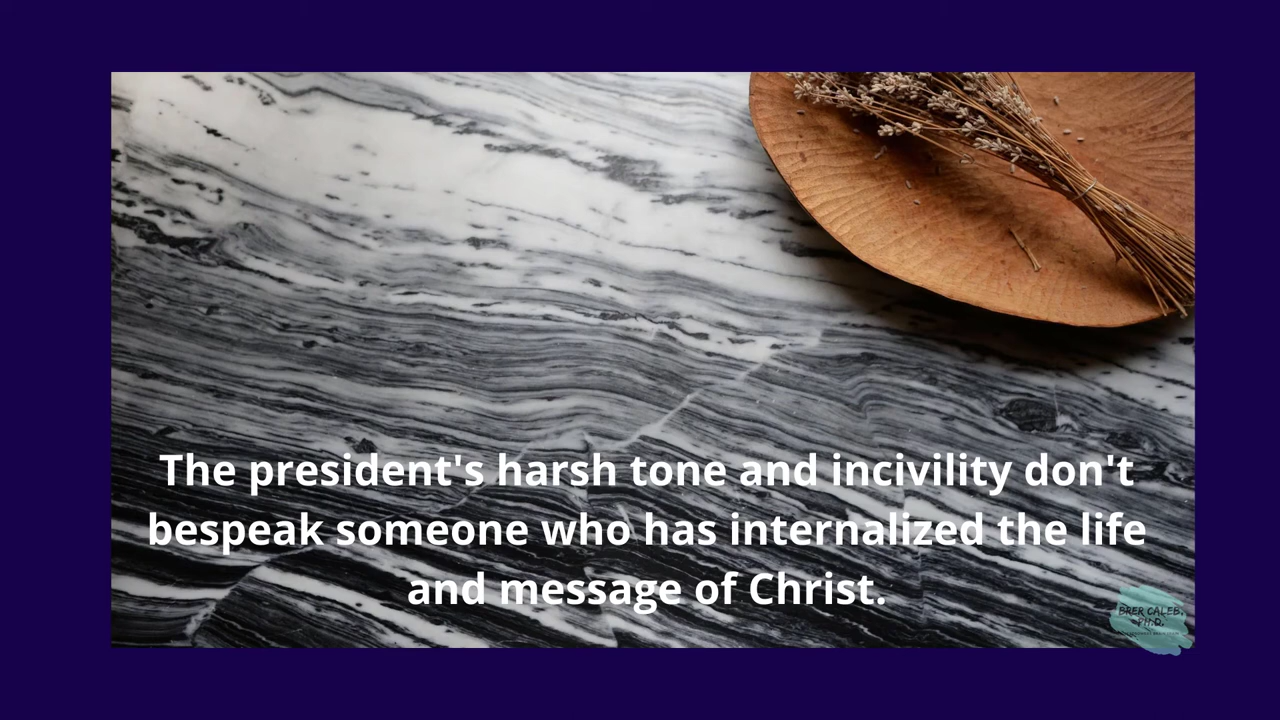 The president's harsh tone and incivility don't
bespeak someone who has internalized the life
and message of Christ.
BRER CALEB,
PH.D.